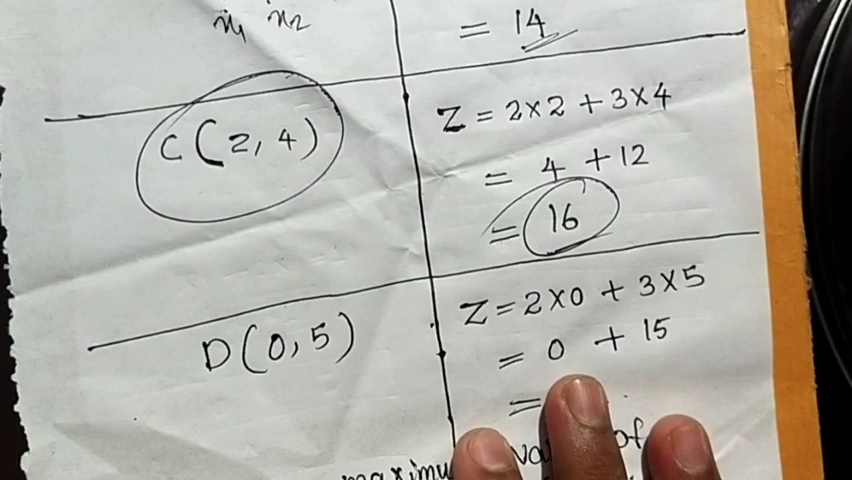 x₁ x₂
= 14
C(2,4)
Z = 2×2 + 3×4
= 4 + 12
= 16
D(0,5)
Z = 2×0 + 3×5
= 0 + 15
=
of